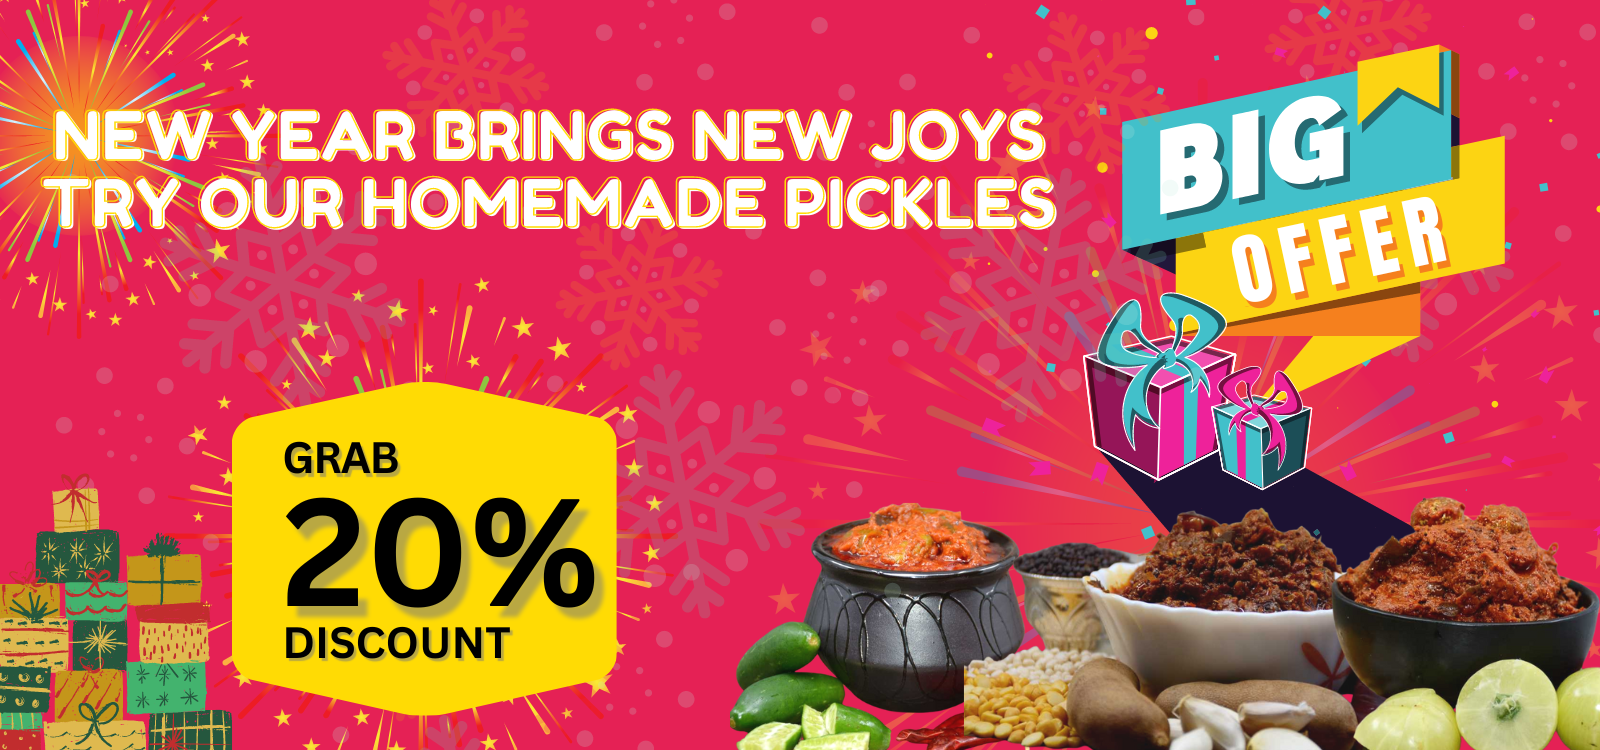 NEW YEAR BRINGS NEW JOYS
TRY OUR HOMEMADE PICKLES
BIG
OFFER
GRAB
20%
DISCOUNT